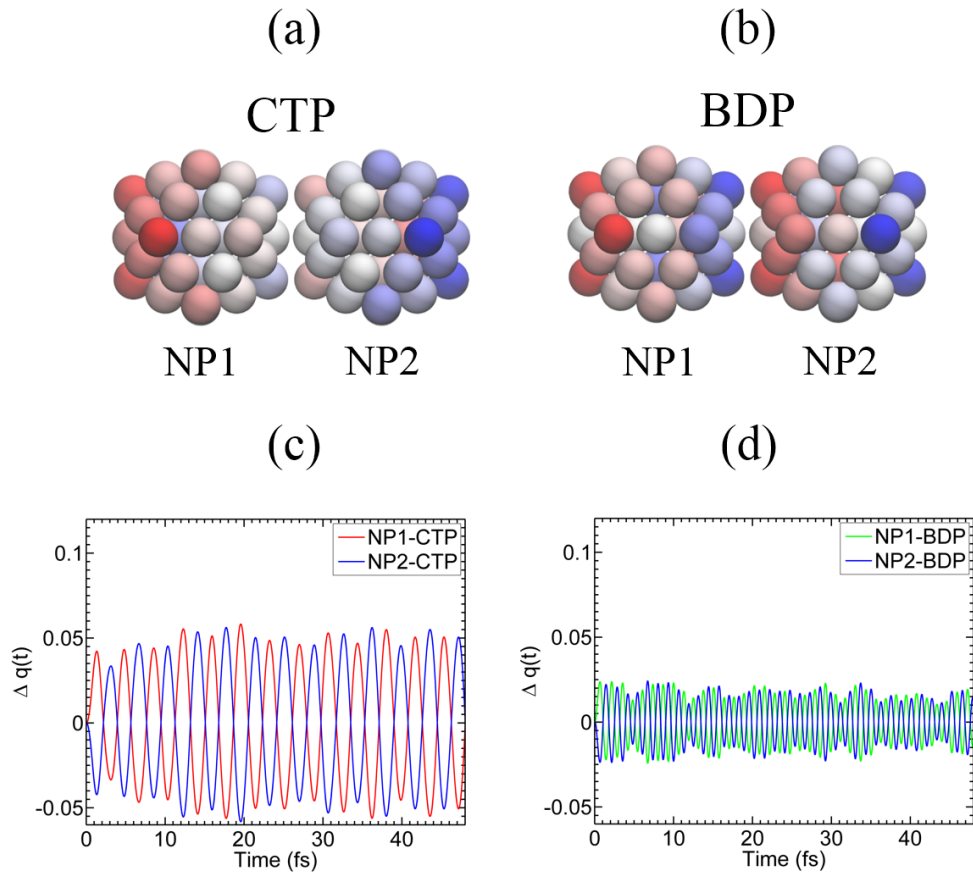 (a)
(b)
CTP
BDP
NP1
NP2
NP1
NP2
(c)
(d)
NP1-CTP
NP2-CTP
0.1
0.05
0
-0.05
Δ q(t)
0
10
20
30
40
Time (fs)
NP1-BDP
NP2-BDP
0.1
0.05
0
-0.05
Δ q(t)
0
10
20
30
40
Time (fs)